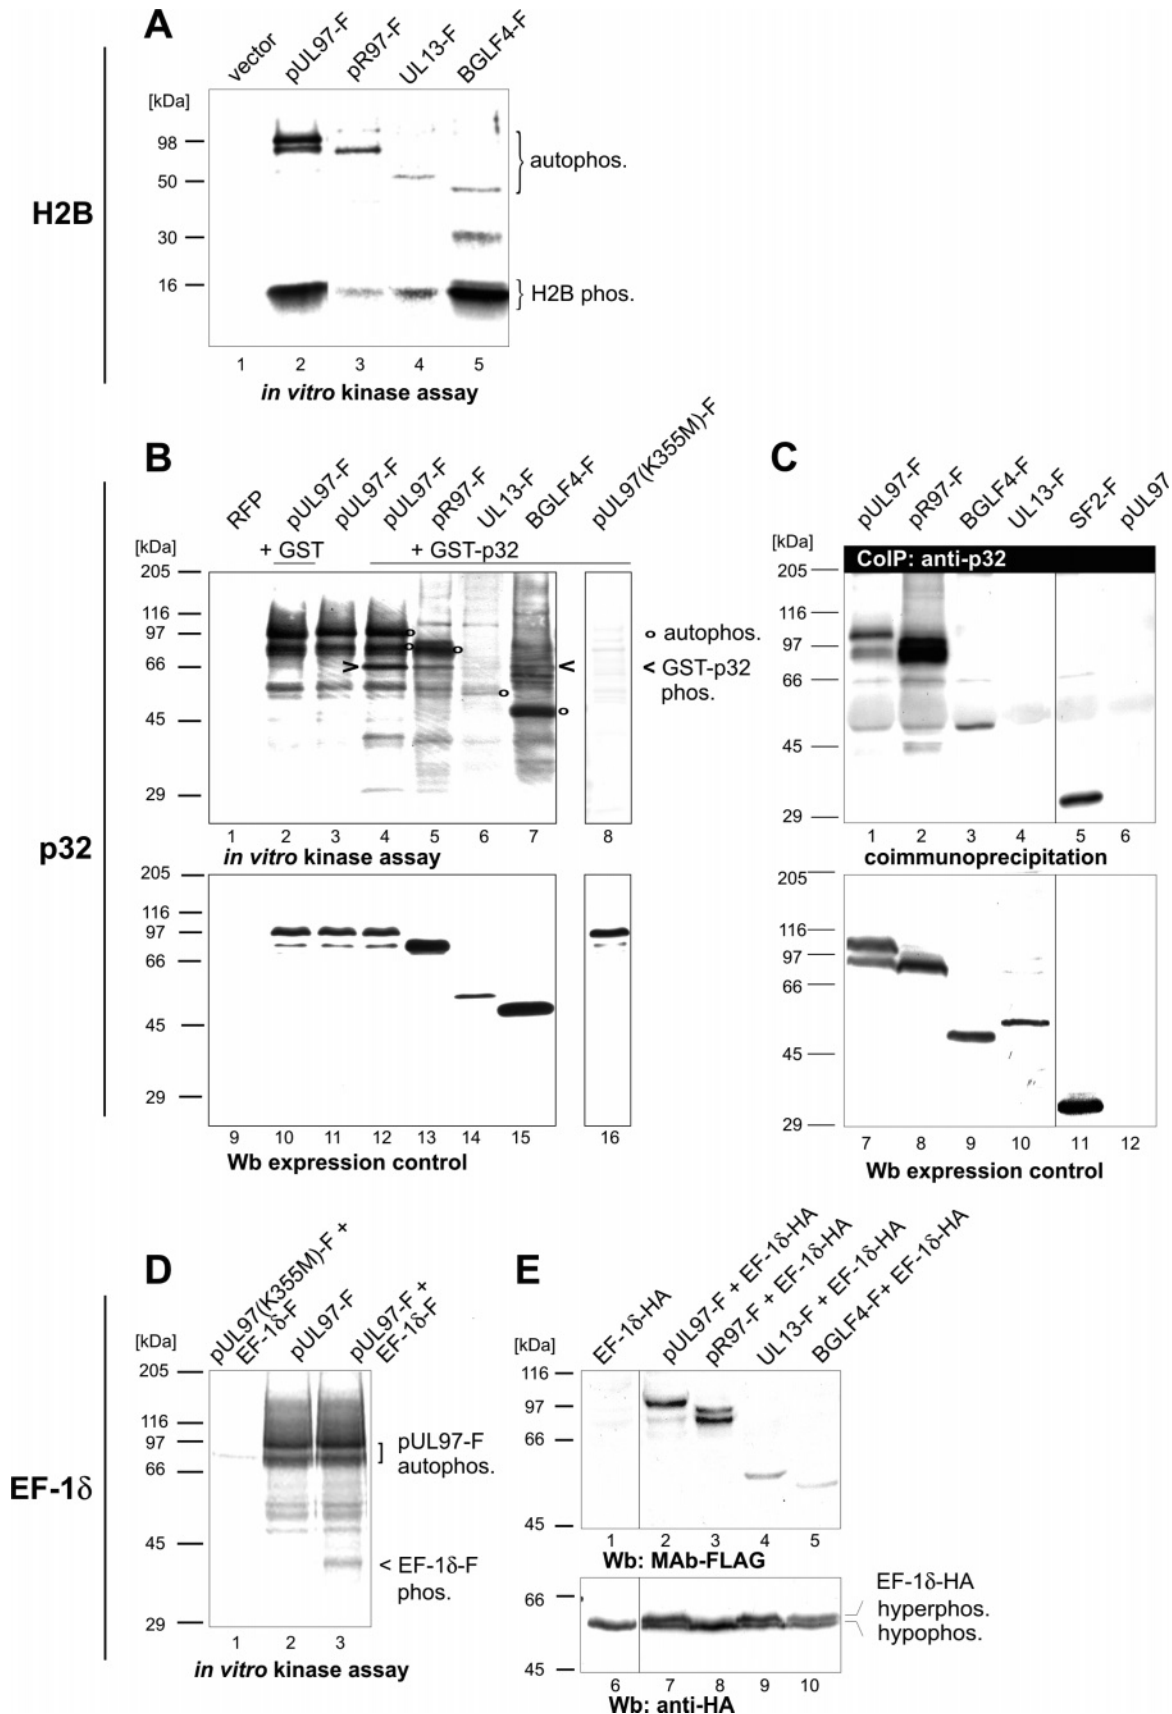 A
vector
pUL97-F
pR97-F
UL13-F
BGLF4-F
[kDa]
98
50
30
16
autophos.
H2B phos.
H2B
1 2 3 4 5
in vitro kinase assay
B
RFP
pUL97-F
pUL97-F
pUL97-F
pR97-F
UL13-F
BGLF4-F
pUL97(K355M)-F
+ GST
+ GST-p32
[kDa]
205
116
97
66
45
29
o autophos.
< GST-p32
phos.
> <
1 2 3 4 5 6 7 8
in vitro kinase assay
p32
205
116
97
66
45
29
9 10 11 12 13 14 15 16
Wb expression control
C
pUL97-F
pR97-F
BGLF4-F
UL13-F
SF2-F
pUL97
[kDa]
CoIP: anti-p32
205
116
97
66
45
29
1 2 3 4 5 6
coimmunoprecipitation
205
116
97
66
45
29
7 8 9 10 11 12
Wb expression control
D
pUL97(K355M)-F +
EF-1δ-F
pUL97-F
pUL97-F +
EF-1δ-F
[kDa]
205
116
97
66
45
29
pUL97-F
autophos.
< EF-1δ-F
phos.
EF-1δ
1 2 3
in vitro kinase assay
E
EF-1δ-HA
pUL97-F + EF-1δ-HA
pR97-F + EF-1δ-HA
UL13-F + EF-1δ-HA
BGLF4-F+ EF-1δ-HA
[kDa]
116
97
66
45
1 2 3 4 5
Wb: MAb-FLAG
66
45
EF-1δ-HA
hyperphos.
hypophos.
6 7 8 9 10
Wb: anti-HA